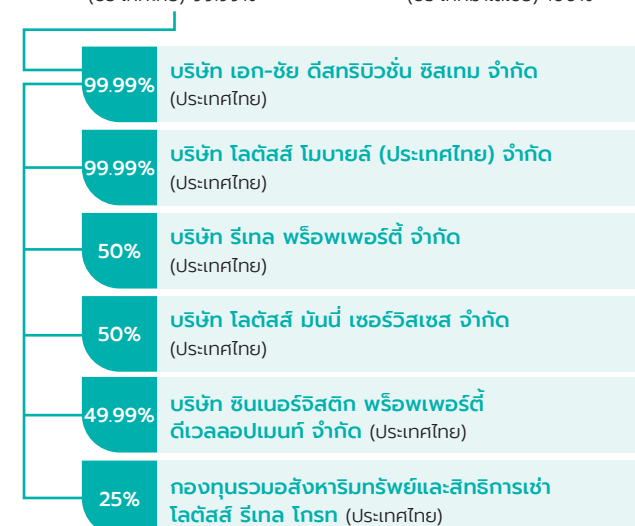 99.99%
บริษัท เอก-ชัย ดีสทริบิวชั่น ซิสเทม จำกัด
(ประเทศไทย)
99.99%
บริษัท โลตัสส์ โมบายล์ (ประเทศไทย) จำกัด
(ประเทศไทย)
50%
บริษัท รีเทล พร็อพเพอร์ตี้ จำกัด
(ประเทศไทย)
50%
บริษัท โลตัสส์ มันนี่ เซอร์วิสเซส จำกัด
(ประเทศไทย)
49.99%
บริษัท ซินเนอร์จิสติก พร็อพเพอร์ตี้
ดีเวลลอปเมนท์ จำกัด (ประเทศไทย)
25%
กองทุนรวมอสังหาริมทรัพย์และสิทธิการเช่า
โลตัสส์ รีเทล โกรท (ประเทศไทย)